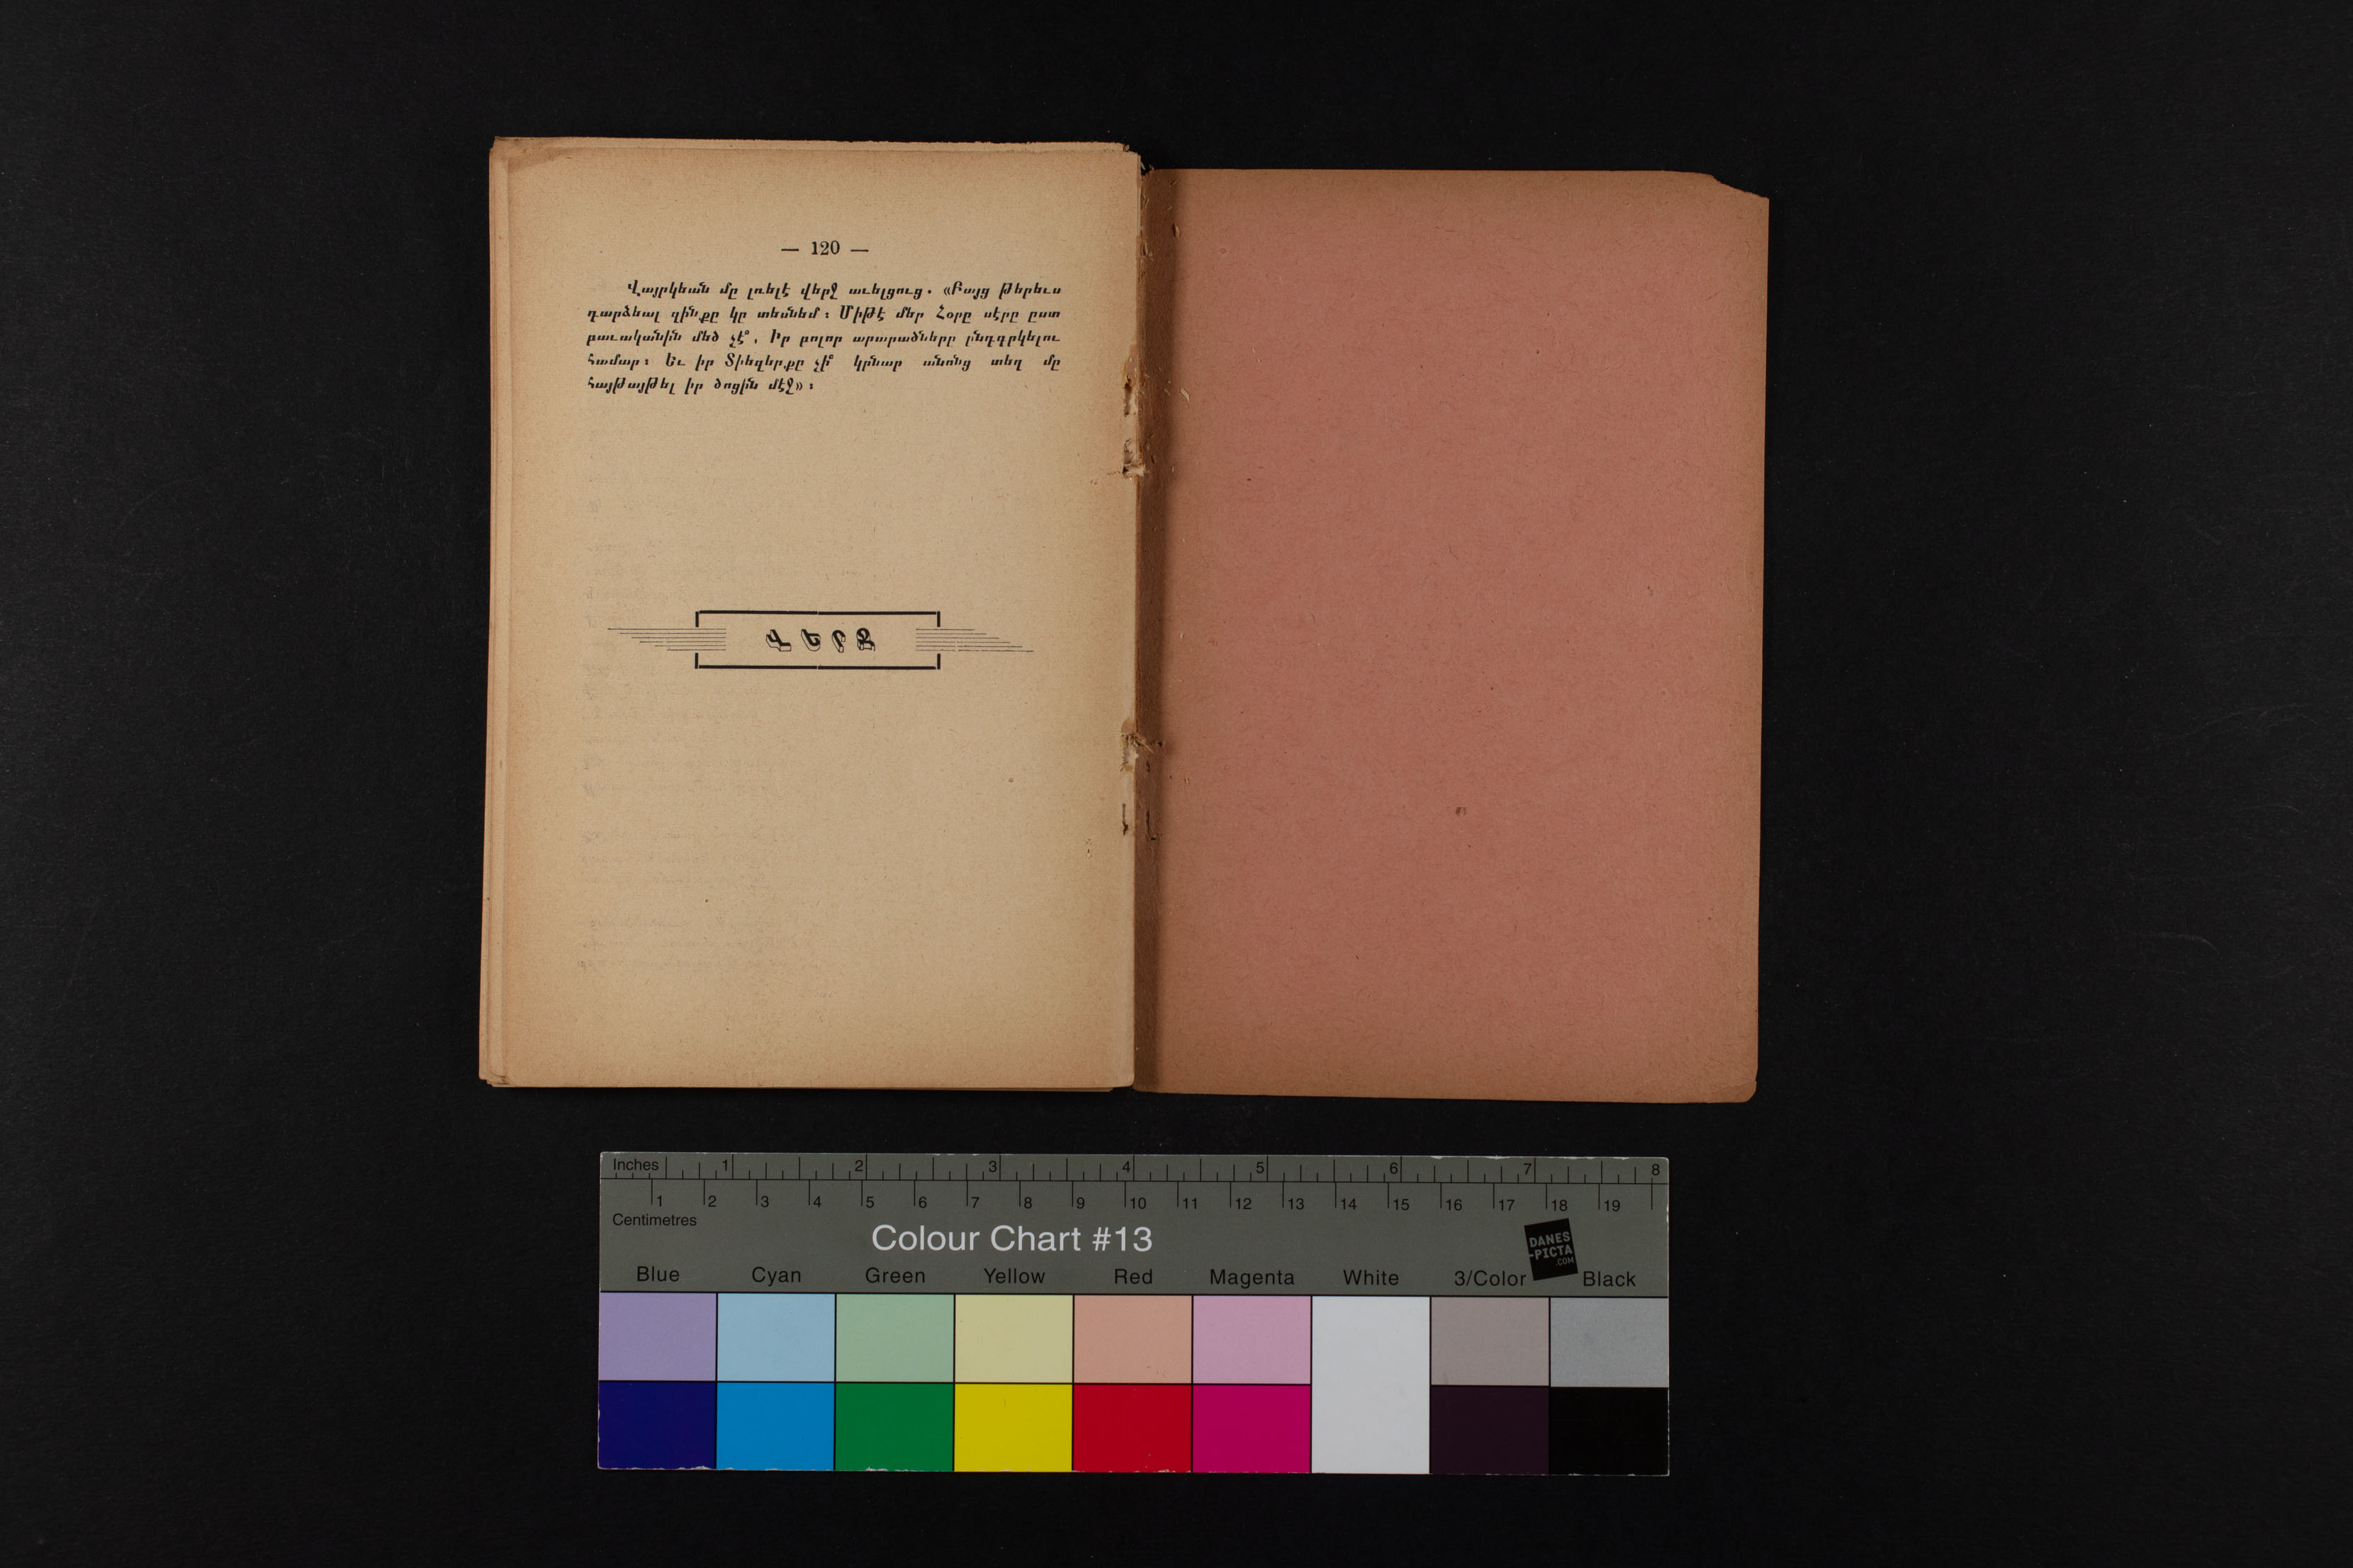 — 120 —
Վայրկեան մը լռելէ վերջ աւելցուց. «Բայց թերեւս
դարձեալ զինքը կը տեսնեմ: Միթէ մեր Հօրը սէրը ըստ
բաւականին մեծ չէ՞, Իր բոլոր արարածները ընդգրկելու
համար: Եւ իր Տիեզերքը չի՞ կրնար անոնց տեղ մը
հայթայթել իր ծոցին մէջ»:
ՎԵՐՋ
Inches 1 2 3 4 5 6 7 8
1 2 3 4 5 6 7 8 9 10 11 12 13 14 15 16 17 18 19
Centimetres
Colour Chart #13
DANES
-PICTA
.COM
Blue Cyan Green Yellow Red Magenta White 3/Color Black